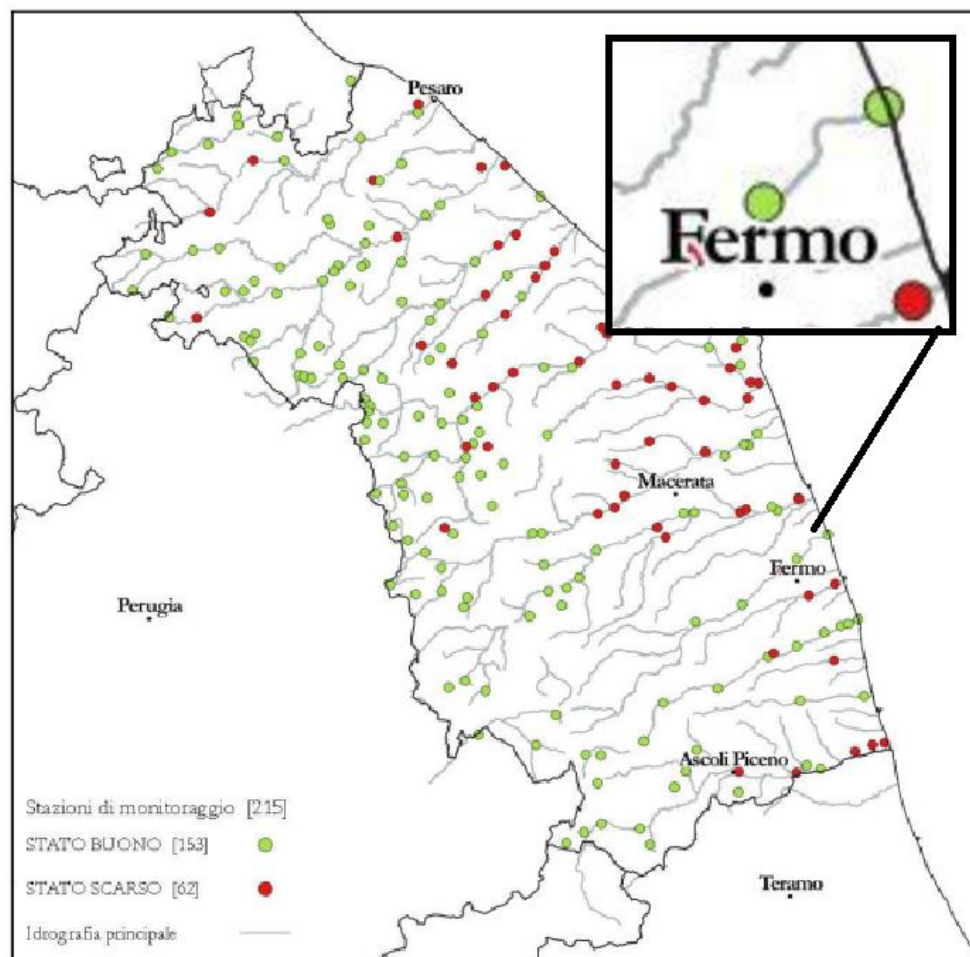 Pesaro
Fermo
Macerata
Fermo
Perugia
Ascoli Piceno
Stazioni di monitoraggio [215]
STATO BUONO [153]
STATO SCARSO [62]
Teramo
Idrografia principale